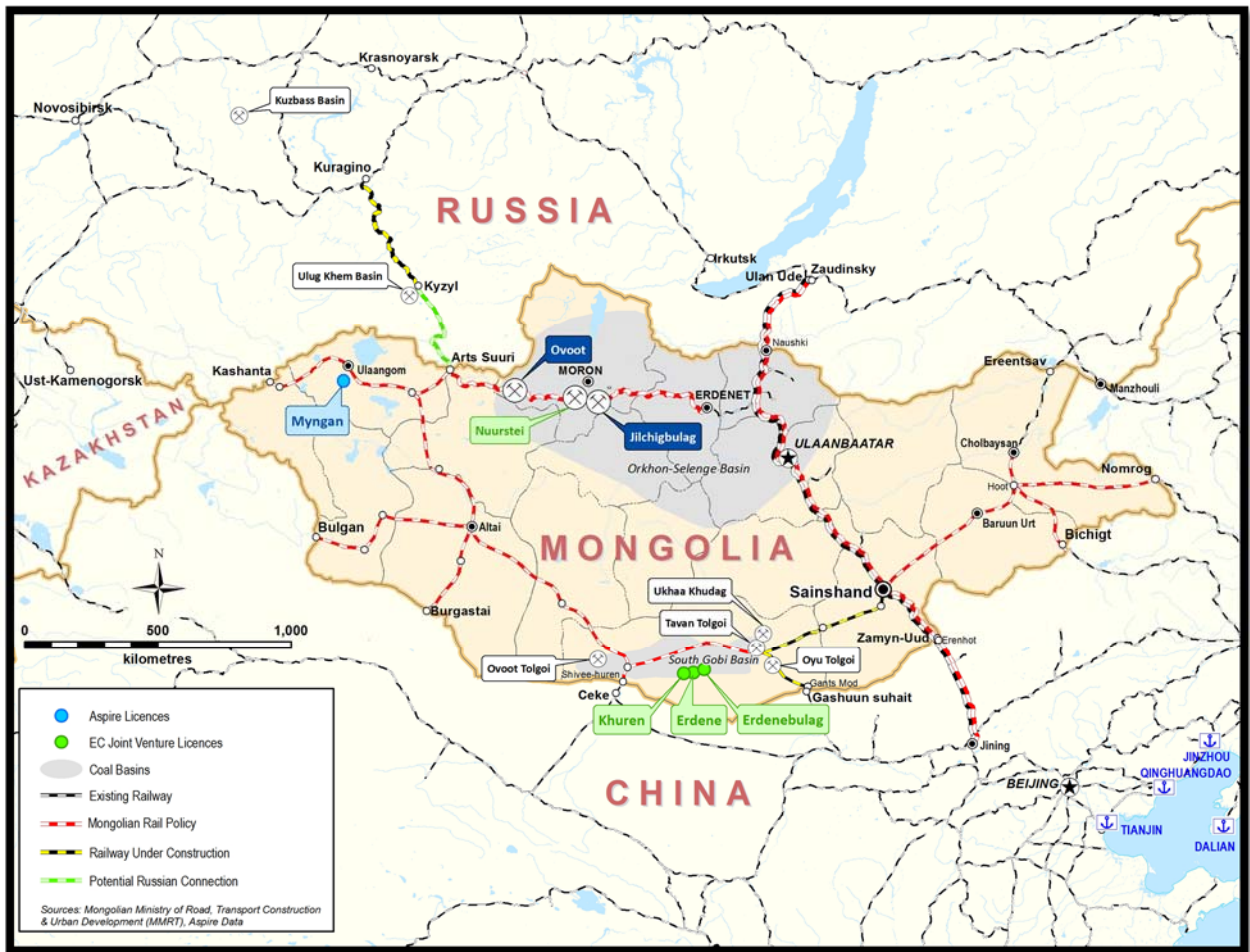 Krasnoyarsk
Kuzbass Basin
Novosibirsk
Kuragino
RUSSIA
Irkutsk
Ulan Ude
Zaudinsky
Ulug Khem Basin
Kyzyl
Naushki
Ovoot
Arts Suuri
MORON
Ereentsav
Ust-Kamenogorsk
Kashanta
Ulaangom
Manzhouli
ERDENET
KAZAKHSTAN
Myngan
Nuurstei
Jilchigbulag
ULAANBAATAR
Cholbaysan
Orkhon-Selenge Basin
Nomrog
Hoot
Bulgan
Altai
Baruun Urt
Bichigt
MONGOLIA
N
Ukhaa Khudag
Sainshand
Burgastai
Tavan Tolgoi
0 500 1,000
kilometres
Zamyn-Uud
Erenhot
Ovoot Tolgoi
South Gobi Basin
Oyu Tolgoi
Shivee-huren
Gants Mod
Ceke
Gashuun suhait
Khuren
Erdene
Erdenebulag
Jining
JINZHOU
QINGHUANGDAO
BEIJING
CHINA
TIANJIN
DALIAN
Aspire Licences
EC Joint Venture Licences
Coal Basins
Existing Railway
Mongolian Rail Policy
Railway Under Construction
Potential Russian Connection
Sources: Mongolian Ministry of Road, Transport Construction
& Urban Development (MMRT), Aspire Data